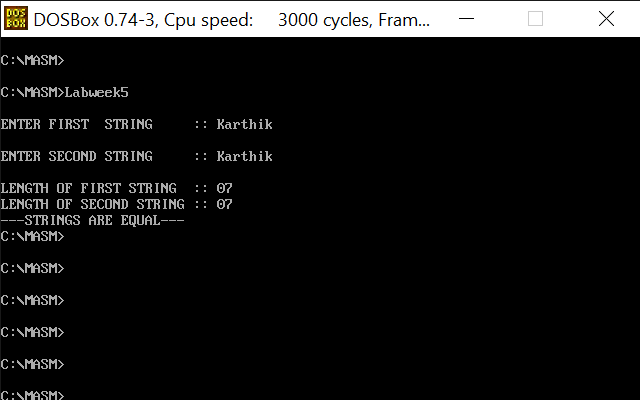 DOS
BOX
DOSBox 0.74-3, Cpu speed: 3000 cycles, Fram...
C:\MASM>
C:\MASM>Labweek5
ENTER FIRST  STRING     :: Karthik
ENTER SECOND STRING     :: Karthik
LENGTH OF FIRST STRING  :: 07
LENGTH OF SECOND STRING :: 07
---STRINGS ARE EQUAL---
C:\MASM>
C:\MASM>
C:\MASM>
C:\MASM>
C:\MASM>
C:\MASM>